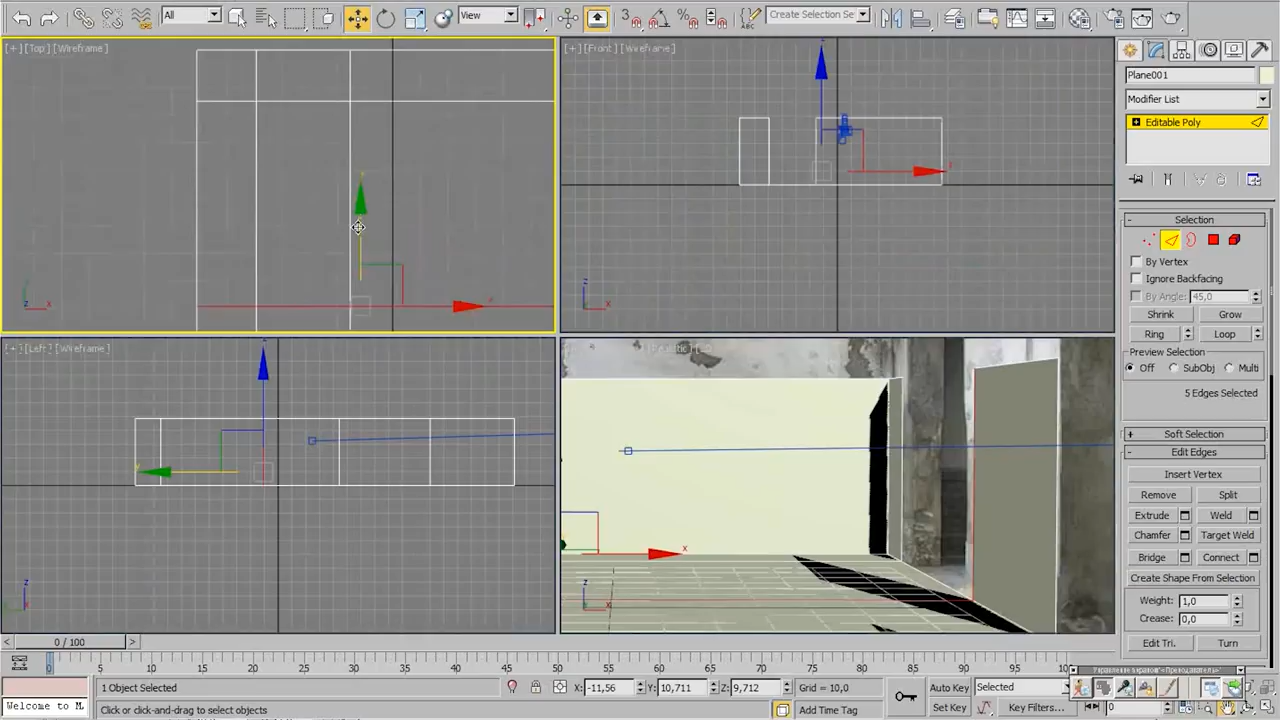 All
View
Create Selection Se
[+][Top][Wireframe]
[+][Front][Wireframe]
Plane001
Modifier List
Editable Poly
Selection
By Vertex
Ignore Backfacing
By Angle: 45,0
Shrink Grow
Ring Loop
Preview Selection
Off SubObj Multi
5 Edges Selected
Soft Selection
Edit Edges
Insert Vertex
Remove Split
Extrude Weld
Chamfer Target Weld
Bridge Connect
Create Shape From Selection
Weight: 1,0
Crease: 0,0
Edit Tri. Turn
[+][Left][Wireframe]
x
z
0 / 100
0 5 10 15 20 25 30 35 40 45 50 55 60 65 70 75 80 85 90 95 100
1 Object Selected
X: -11,56 Y: 10,711 Z: 9,712 Grid = 10,0
Auto Key Selected
Welcome to M
Click or click-and-drag to select objects
Add Time Tag
Set Key Key Filters...
0